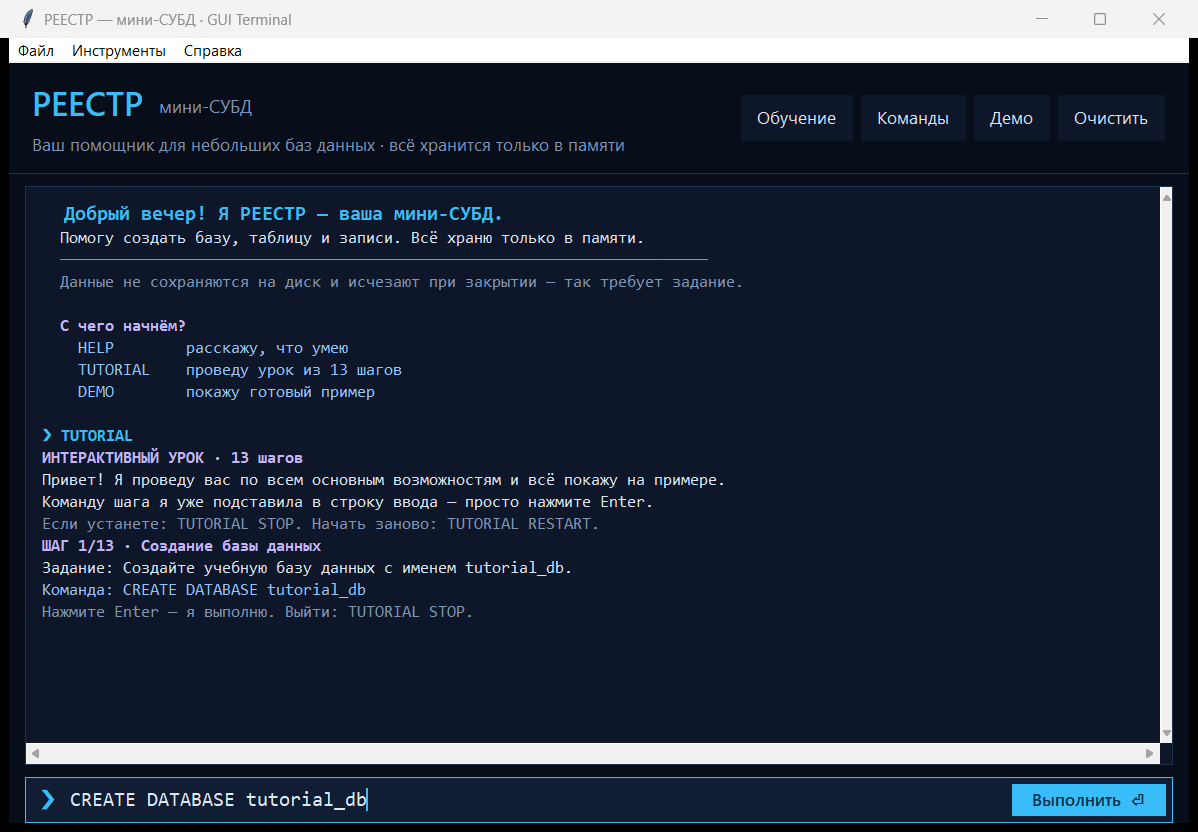 РЕЕСТР — мини-СУБД · GUI Terminal
Файл Инструменты Справка
РЕЕСТР мини-СУБД
Ваш помощник для небольших баз данных · всё хранится только в памяти
Обучение Команды Демо Очистить
Добрый вечер! Я РЕЕСТР — ваша мини-СУБД.
Помогу создать базу, таблицу и записи. Всё храню только в памяти.
Данные не сохраняются на диск и исчезают при закрытии — так требует задание.
С чего начнём?
HELP расскажу, что умею
TUTORIAL проведу урок из 13 шагов
DEMO покажу готовый пример
❯ TUTORIAL
ИНТЕРАКТИВНЫЙ УРОК · 13 шагов
Привет! Я проведу вас по всем основным возможностям и всё покажу на примере.
Команду шага я уже подставила в строку ввода — просто нажмите Enter.
Если устанете: TUTORIAL STOP. Начать заново: TUTORIAL RESTART.
ШАГ 1/13 · Создание базы данных
Задание: Создайте учебную базу данных с именем tutorial_db.
Команда: CREATE DATABASE tutorial_db
Нажмите Enter — я выполню. Выйти: TUTORIAL STOP.
❯ CREATE DATABASE tutorial_db
Выполнить ⏎